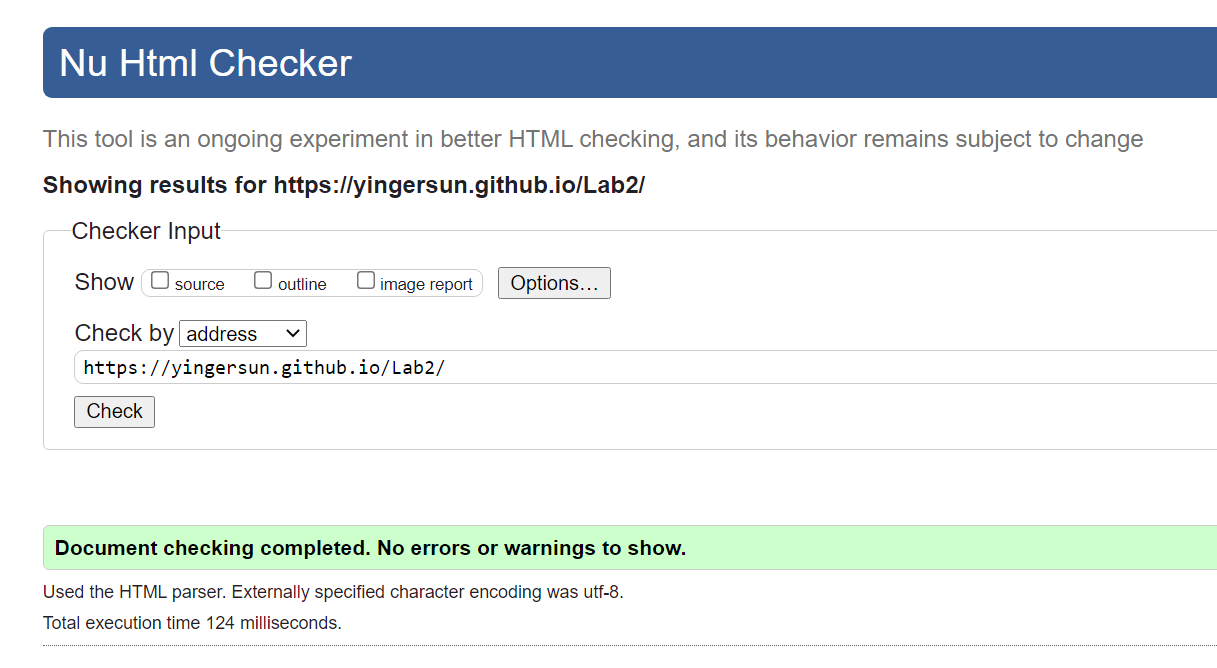 Nu Html Checker
This tool is an ongoing experiment in better HTML checking, and its behavior remains subject to change
Showing results for https://yingersun.github.io/Lab2/
Checker Input
Show source outline image report Options...
Check by address
https://yingersun.github.io/Lab2/
Check
Document checking completed. No errors or warnings to show.
Used the HTML parser. Externally specified character encoding was utf-8.
Total execution time 124 milliseconds.